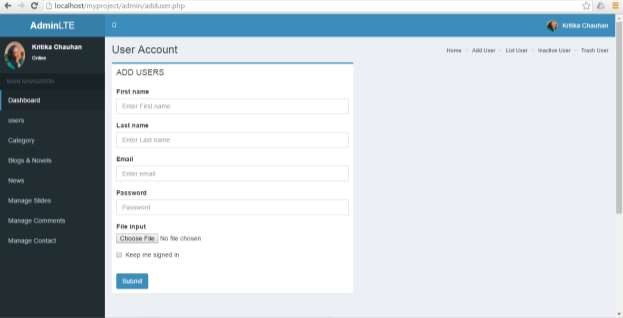 localhost/myproject/admin/adduser.php
AdminLTE
Kritika Chauhan
Kritika Chauhan
Online
User Account
Home
Add User
List User
Inactive User
Trash User
MAIN NAVIGATION
Dashboard
users
Category
Blogs & Novels
News
Manage Slides
Manage Comments
Manage Contact
ADD USERS
First name
Enter First name
Last name
Enter Last name
Email
Enter email
Password
Password
File input
Choose File No file chosen
Keep me signed in
Submit